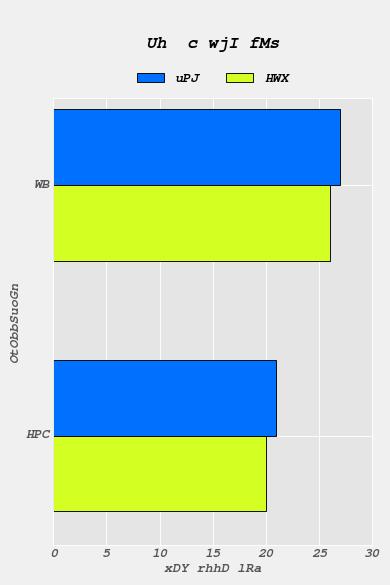 Uh  c wjI fMs
uPJ HWX
WB
OtObbSuoGn
HPC
0 5 10 15 20 25 30
xDY rhhD lRa